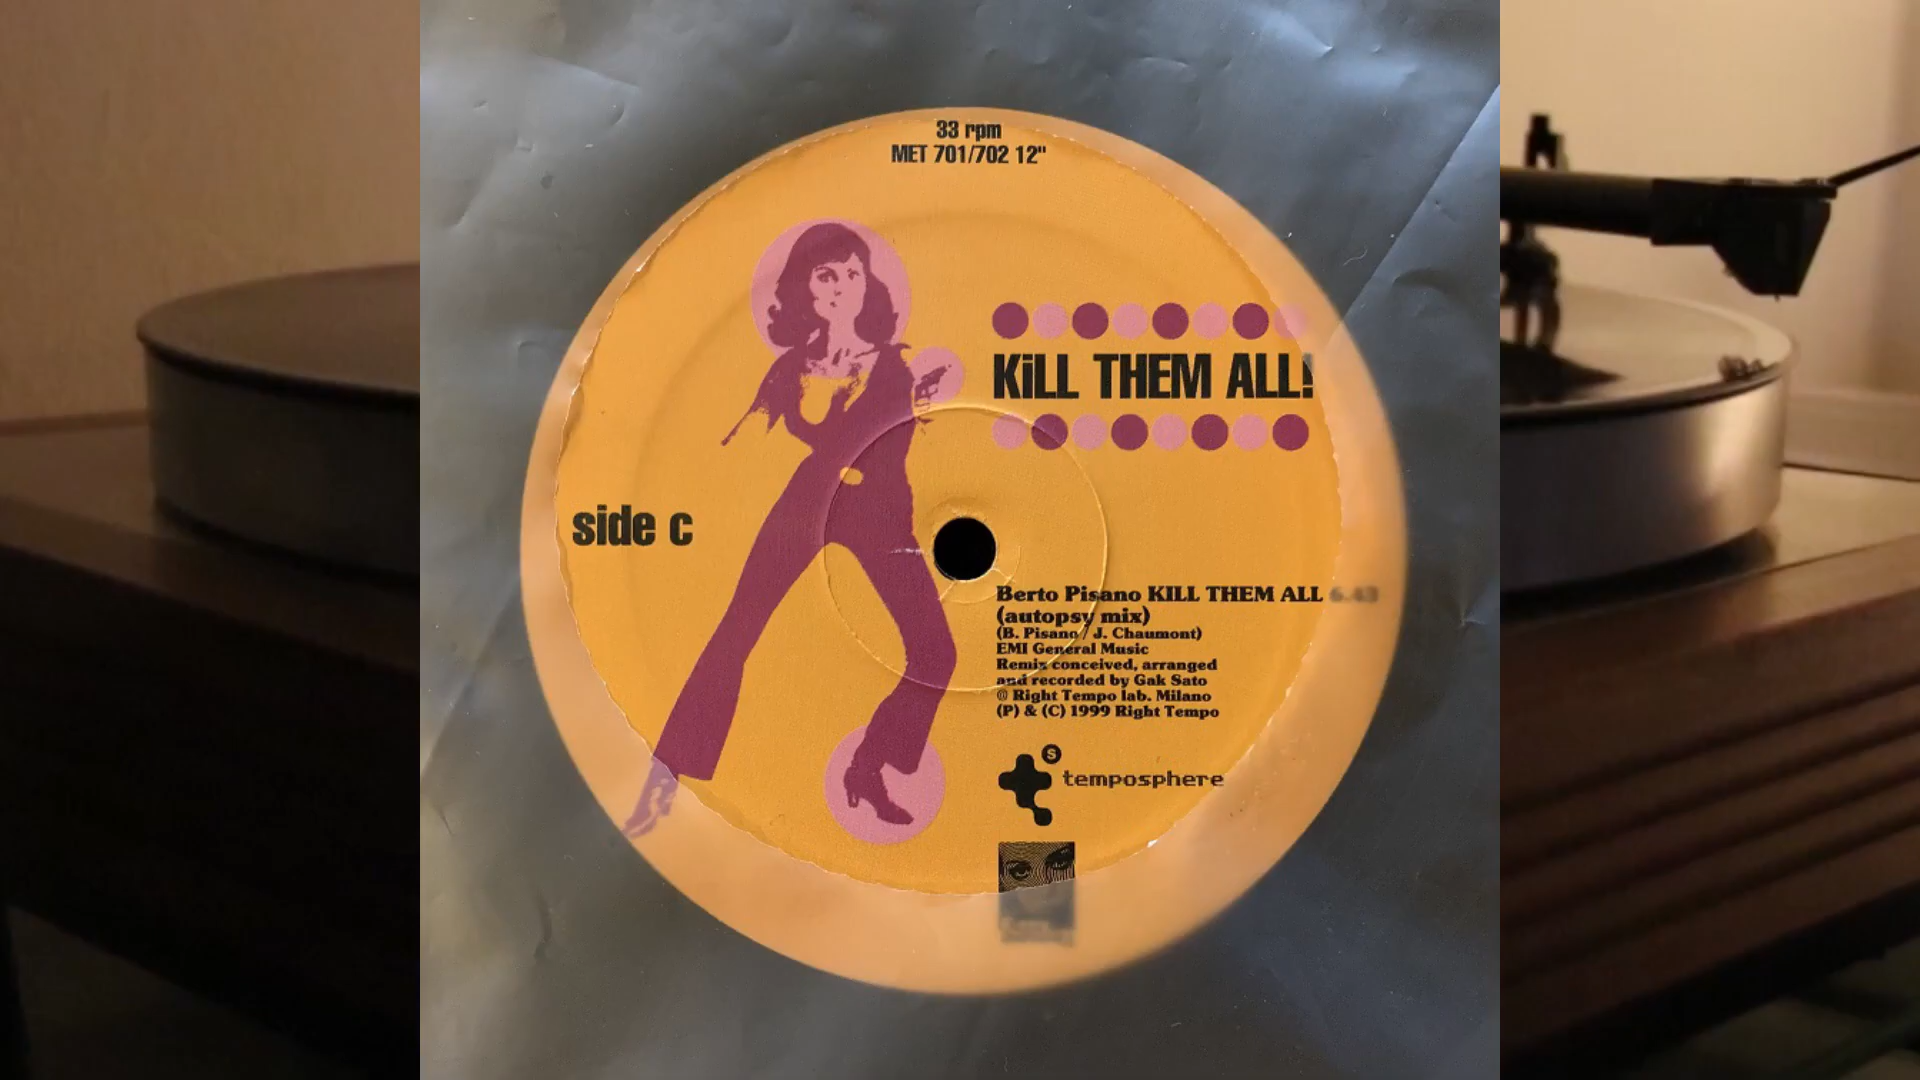 33 rpm
MET 701/702 12"
KiLL THEM ALL!
side c
Berto Pisano KILL THEM ALL 6.43
(autopsy mix)
(B. Pisano / J. Chaumont)
EMI General Music
Remix conceived, arranged
and recorded by Gak Sato
@ Right Tempo lab. Milano
(P) & (C) 1999 Right Tempo
S
temposphere